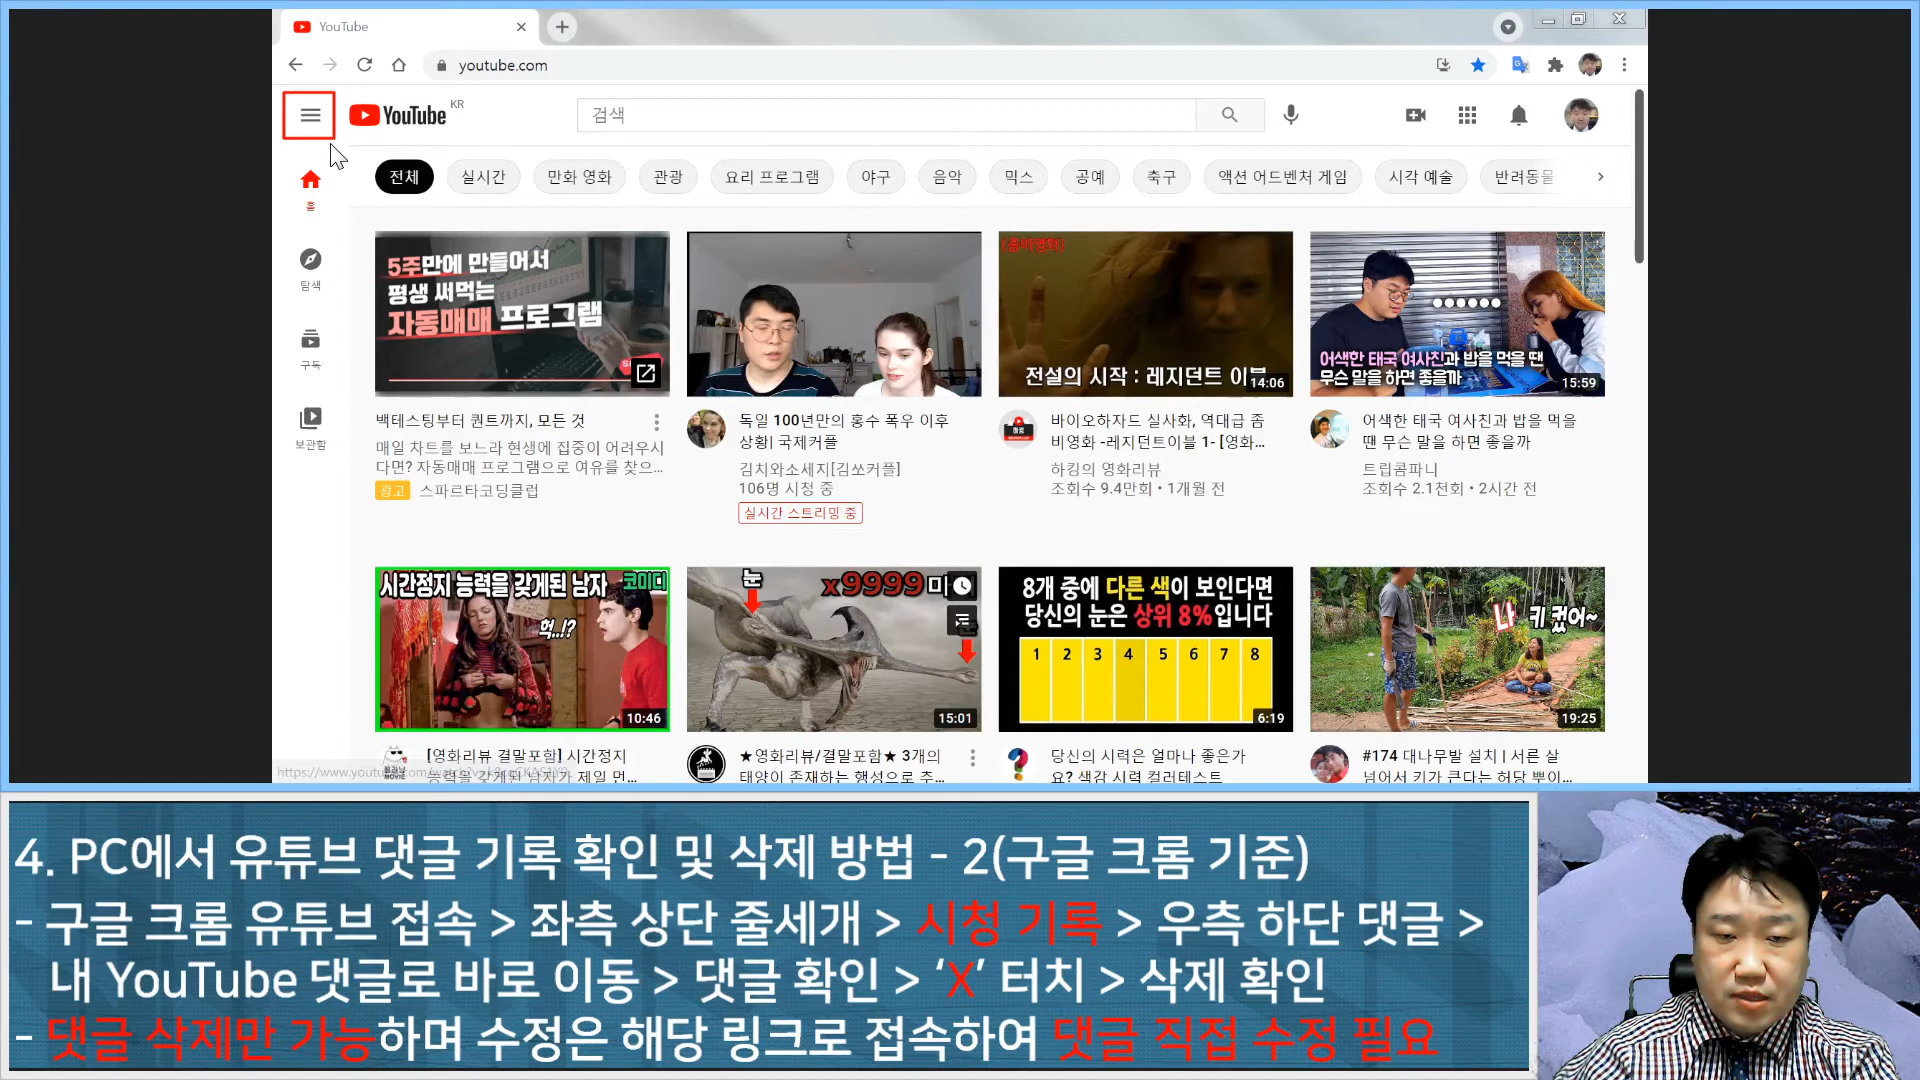 YouTube
youtube.com
YouTube KR
검색
전체 실시간 만화 영화 관광 요리 프로그램 야구 음악 믹스 공예 축구 액션 어드벤처 게임 시각 예술 반려동물
홈
탐색
구독
보관함
5주만에 만들어서
평생 써먹는
자동매매 프로그램
백테스팅부터 퀀트까지, 모든 것
매일 차트를 보느라 현생에 집중이 어려우시
다면? 자동매매 프로그램으로 여유를 찾으...
광고 스파르타코딩클럽
독일 100년만의 홍수 폭우 이후
상황| 국제커플
김치와소세지[김쏘커플]
106명 시청 중
실시간 스트리밍 중
전설의 시작 : 레지던트 이블
14:06
바이오하자드 실사화, 역대급 좀
비영화 -레지던트이블 1- [영화...
하킹의 영화리뷰
조회수 9.4만회 • 1개월 전
어색한 태국 여사친과 밥을 먹을 땐
무슨 말을 하면 좋을까
15:59
어색한 태국 여사친과 밥을 먹을
땐 무슨 말을 하면 좋을까
트립콤파니
조회수 2.1천회 • 2시간 전
시간정지 능력을 갖게된 남자 코미디
헉..!?
10:46
[영화리뷰 결말포함] 시간정지
능력을 갖게된 남자가 제일 먼...
눈 x9999
15:01
★영화리뷰/결말포함★ 3개의
태양이 존재하는 행성으로 추...
8개 중에 다른 색이 보인다면
당신의 눈은 상위 8%입니다
1 2 3 4 5 6 7 8
6:19
당신의 시력은 얼마나 좋은가
요? 색감 시력 컬러테스트
나 키 컸어~
19:25
#174 대나무발 설치 | 서른 살
넘어서 키가 큰다는 허당 뿌이...
4. PC에서 유튜브 댓글 기록 확인 및 삭제 방법 - 2(구글 크롬 기준)
- 구글 크롬 유튜브 접속 > 좌측 상단 줄세개 > 시청 기록 > 우측 하단 댓글 >
내 YouTube 댓글로 바로 이동 > 댓글 확인 > ‘X’ 터치 > 삭제 확인
- 댓글 삭제만 가능하며 수정은 해당 링크로 접속하여 댓글 직접 수정 필요